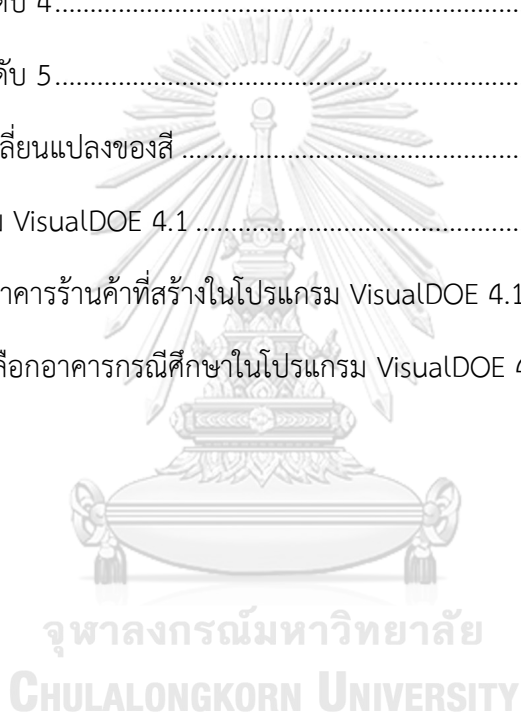 ดับ 4
ดับ 5
ลี่ยนแปลงของสี
ม VisualDOE 4.1
าคารร้านค้าที่สร้างในโปรแกรม VisualDOE 4.1
ลือกอาคารกรณีศึกษาในโปรแกรม VisualDOE 4
จุฬาลงกรณ์มหาวิทยาลัย
CHULALONGKORN UNIVERSITY